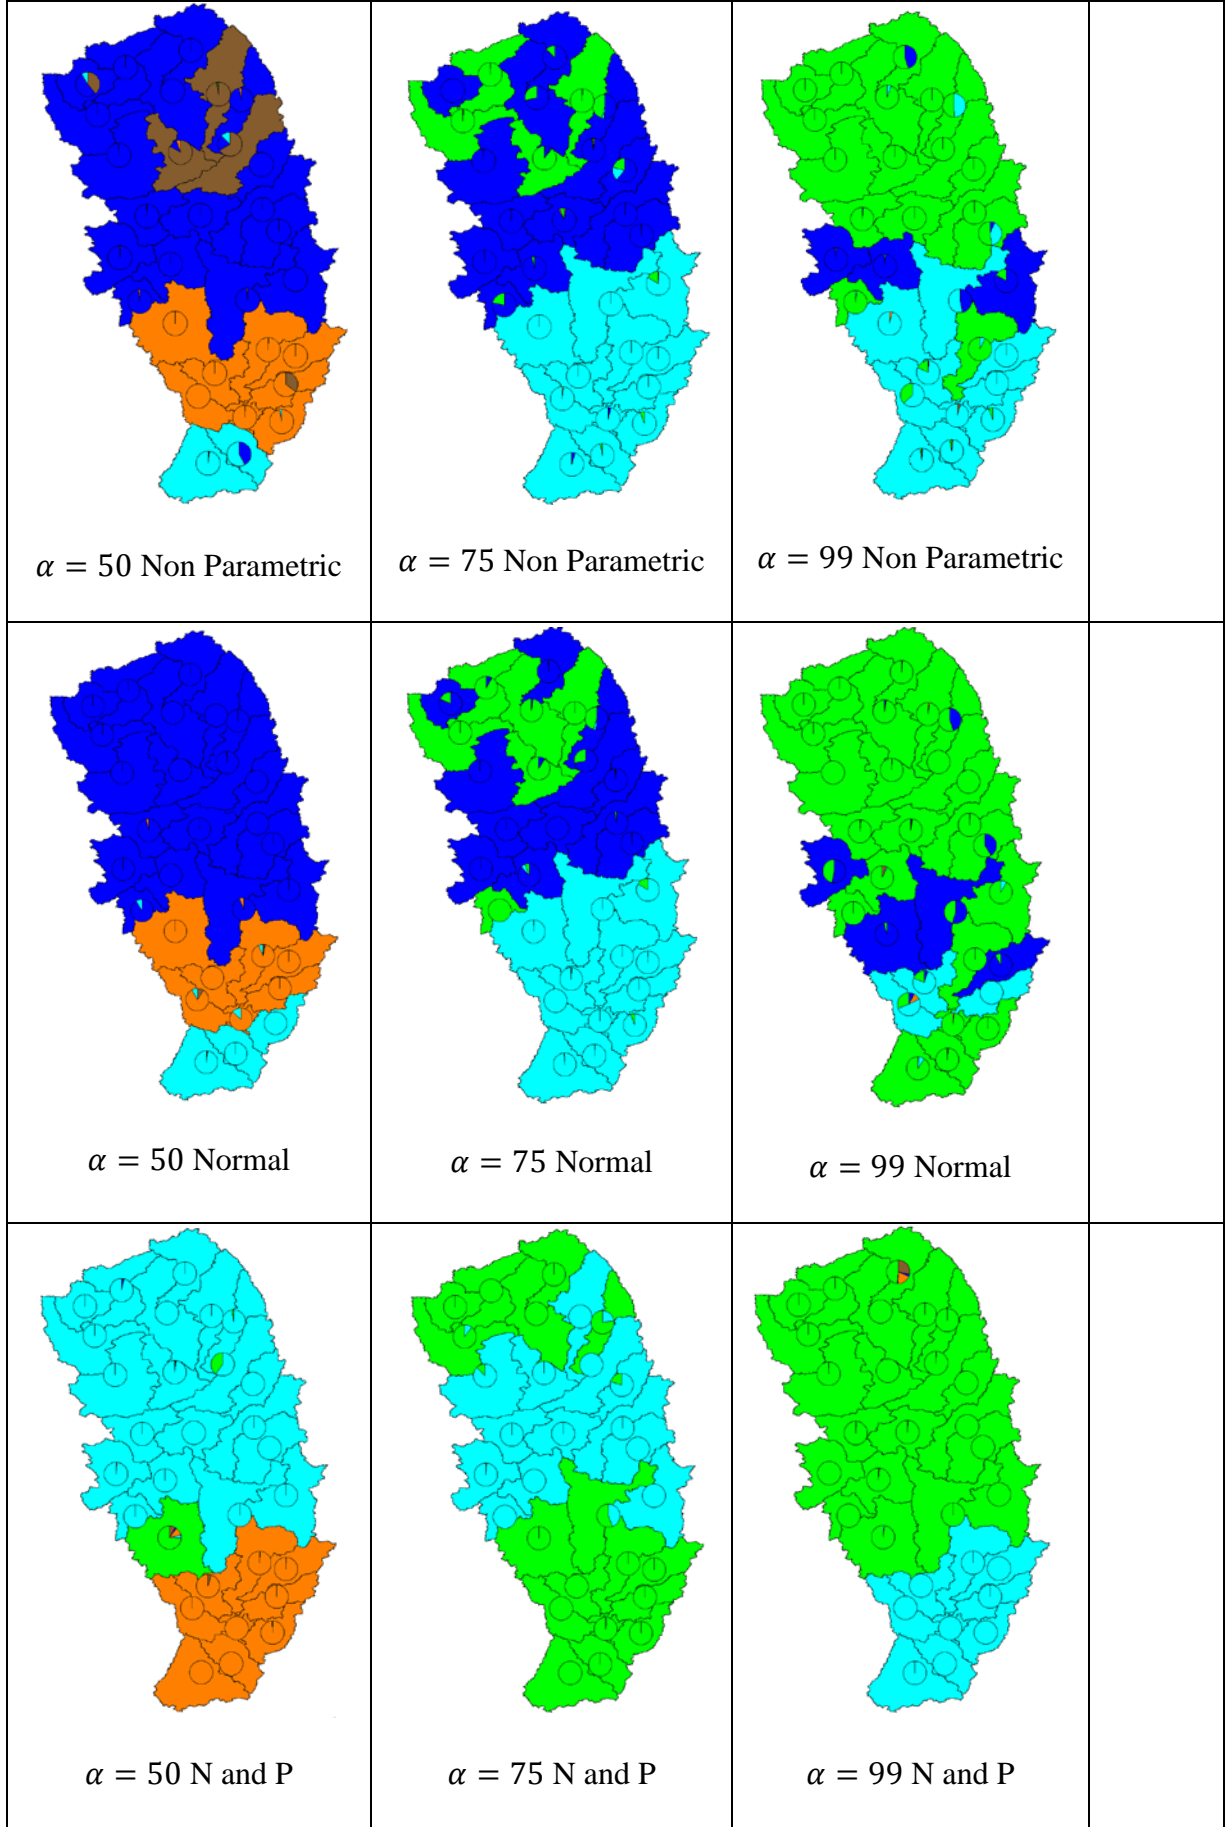 α = 50 Non Parametric
α = 75 Non Parametric
α = 99 Non Parametric
α = 50 Normal
α = 75 Normal
α = 99 Normal
α = 50 N and P
α = 75 N and P
α = 99 N and P